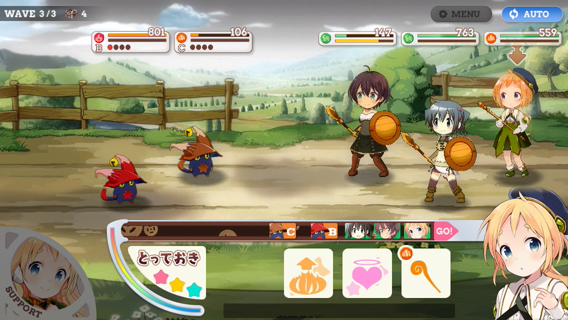 WAVE 3/3 4
MENU
AUTO
801
B
106
C
147
763
559
C
B
GO!
とっておき
SUPPORT